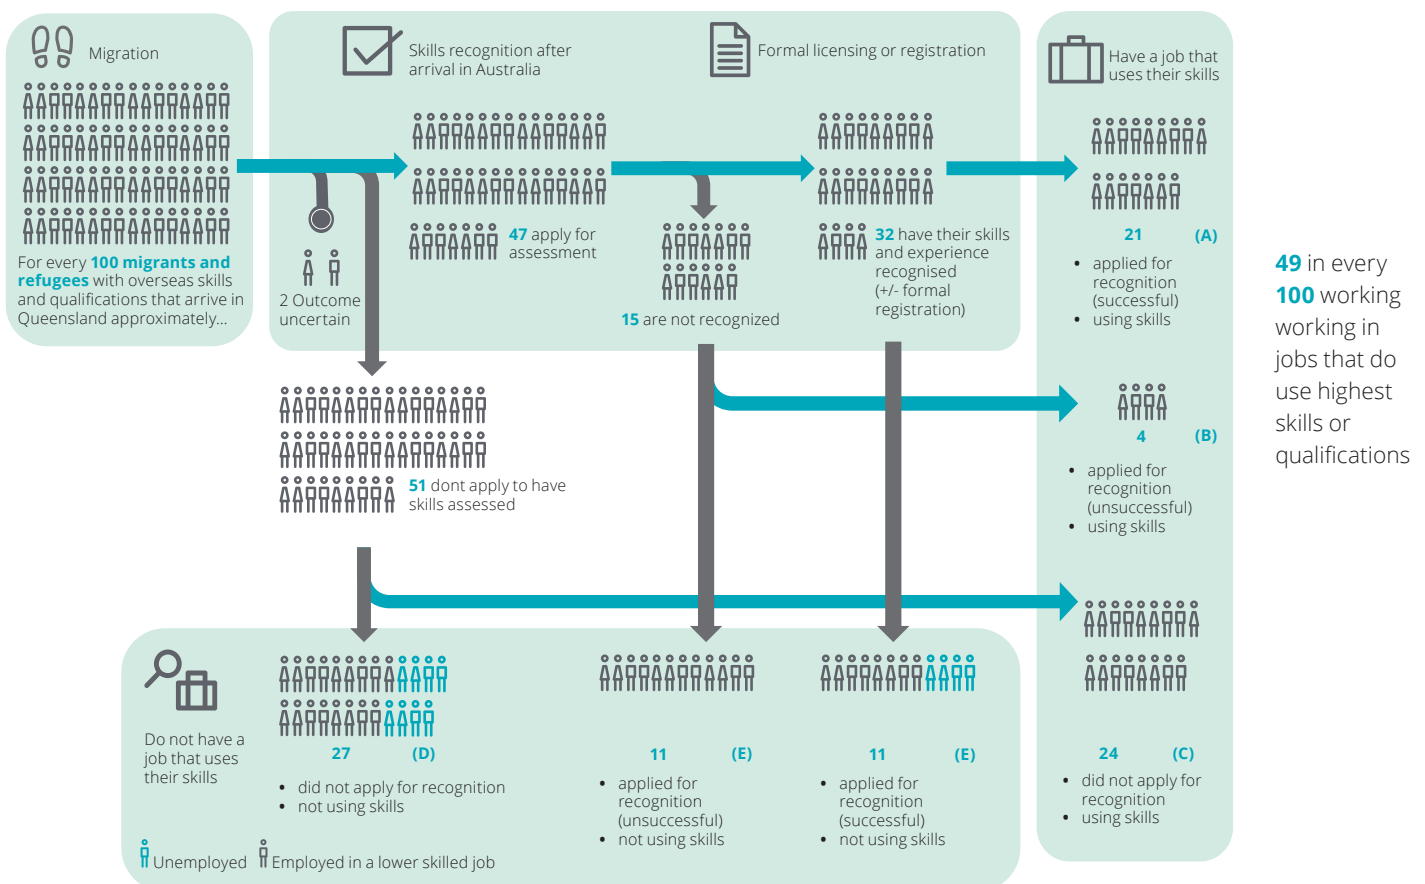 Migration
For every 100 migrants and
refugees with overseas skills
and qualifications that arrive in
Queensland approximately...
Skills recognition after
arrival in Australia
Formal licensing or registration
2 Outcome
uncertain
47 apply for
assessment
15 are not recognized
32 have their skills
and experience
recognised
(+/- formal
registration)
51 dont apply to have
skills assessed
Have a job that
uses their skills
21 (A)
• applied for
recognition
(successful)
• using skills
4 (B)
• applied for
recognition
(unsuccessful)
• using skills
24 (C)
• did not apply for
recognition
• using skills
49 in every
100 working
working in
jobs that do
use highest
skills or
qualifications
Do not have a
job that uses
their skills
27 (D)
• did not apply for recognition
• not using skills
11 (E)
• applied for
recognition
(unsuccessful)
• not using skills
11 (E)
• applied for
recognition
(successful)
• not using skills
Unemployed Employed in a lower skilled job